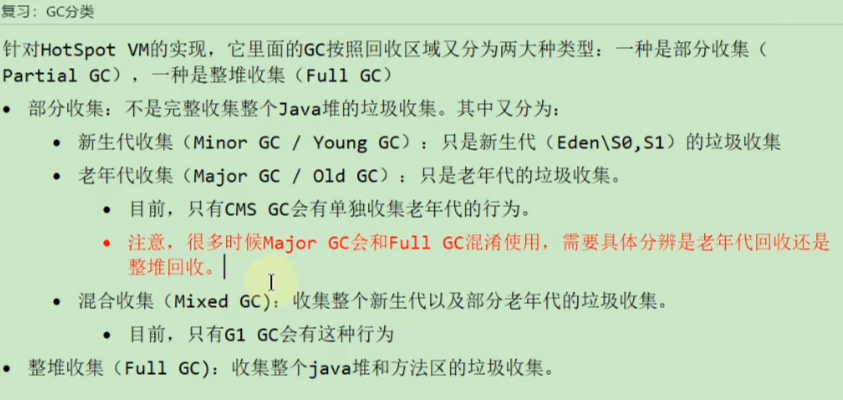 复习：GC分类
针对HotSpot VM的实现，它里面的GC按照回收区域又分为两大种类型：一种是部分收集（
Partial GC），一种是整堆收集（Full GC）
• 部分收集：不是完整收集整个Java堆的垃圾收集。其中又分为：
• 新生代收集（Minor GC / Young GC）：只是新生代（Eden\S0,S1）的垃圾收集
• 老年代收集（Major GC / Old GC）：只是老年代的垃圾收集。
• 目前，只有CMS GC会有单独收集老年代的行为。
• 注意，很多时候Major GC会和Full GC混淆使用，需要具体分辨是老年代回收还是
整堆回收。
• 混合收集（Mixed GC）：收集整个新生代以及部分老年代的垃圾收集。
• 目前，只有G1 GC会有这种行为
• 整堆收集（Full GC）：收集整个java堆和方法区的垃圾收集。